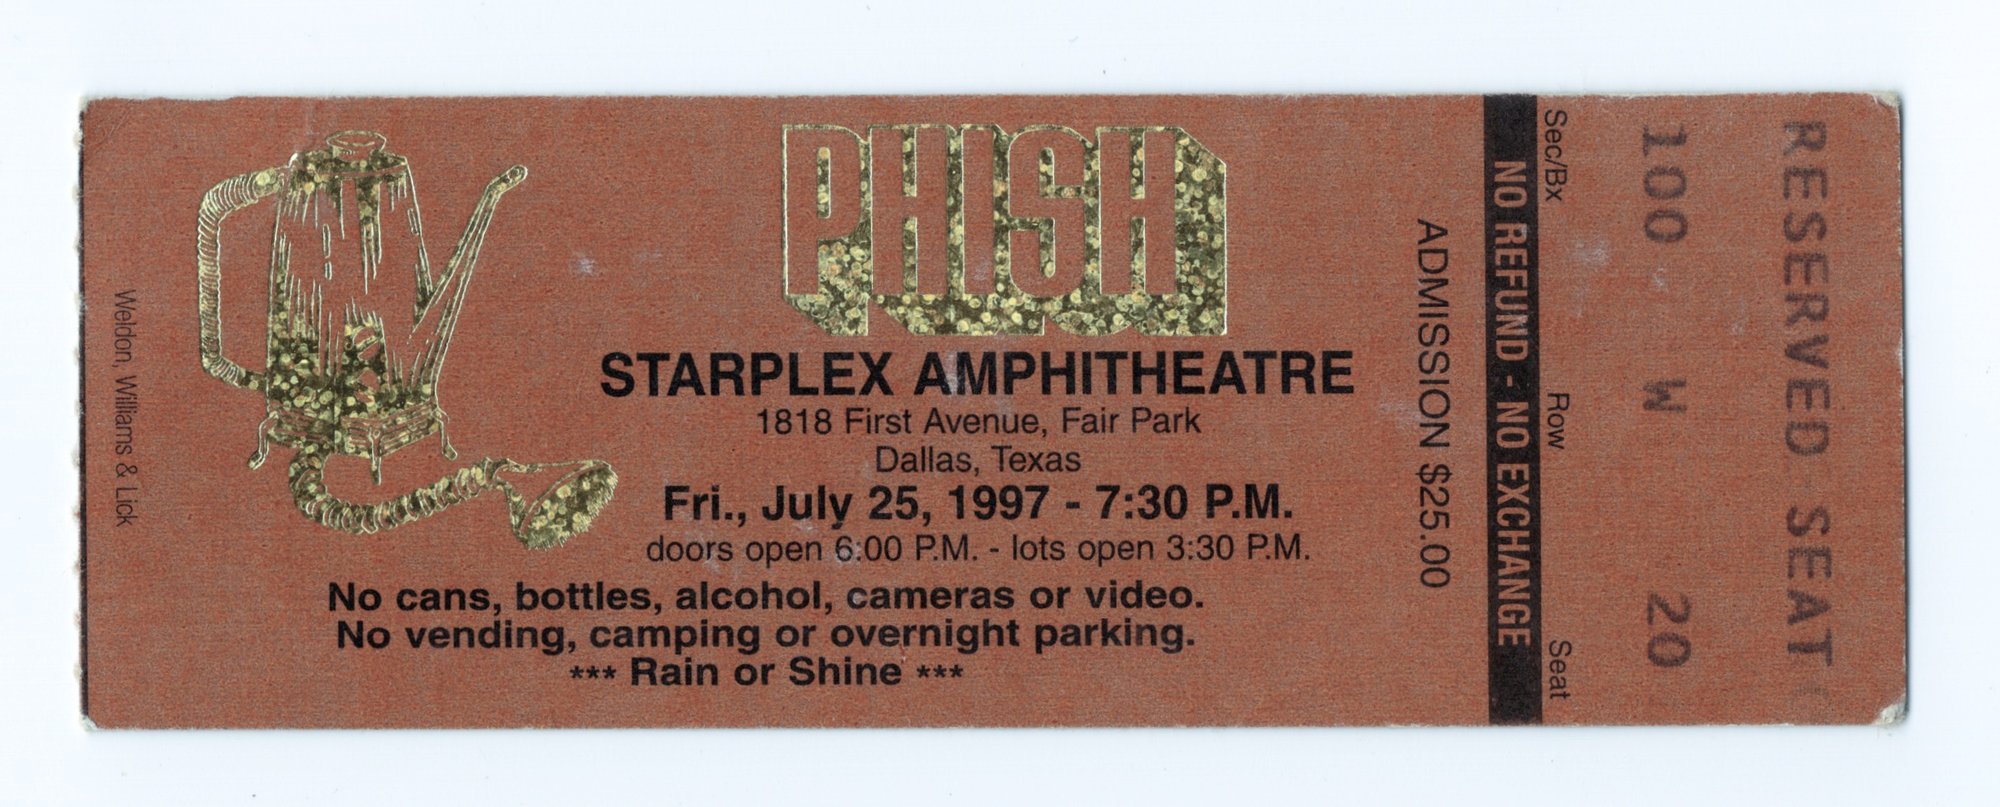 PHISH
STARPLEX AMPHITHEATRE
1818 First Avenue, Fair Park
Dallas, Texas
Fri., July 25, 1997 - 7:30 P.M.
doors open 6:00 P.M. - lots open 3:30 P.M.
No cans, bottles, alcohol, cameras or video.
No vending, camping or overnight parking.
*** Rain or Shine ***
Weldon, Williams & Lick
ADMISSION $25.00
NO REFUND - NO EXCHANGE
Sec/Bx Row Seat
100 W 20
RESERVED SEAT